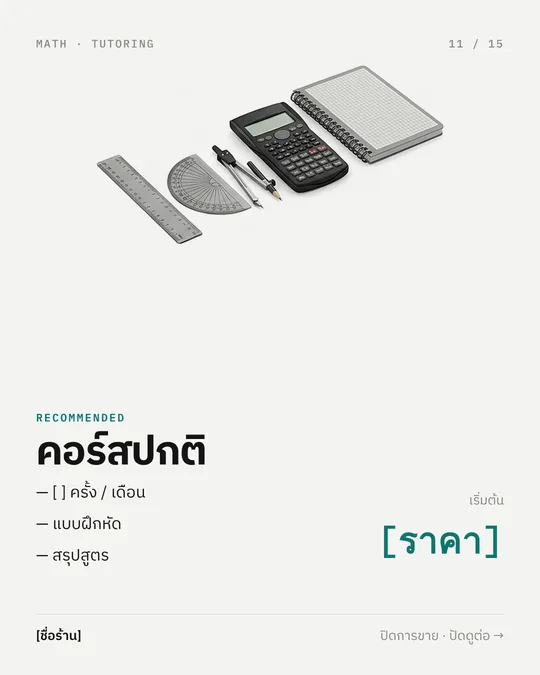 MATH · TUTORING
11 / 15
RECOMMENDED
คอร์สปกติ
— [ ] ครั้ง / เดือน
— แบบฝึกหัด
— สรุปสูตร
เริ่มต้น
[ราคา]
[ชื่อร้าน]
ปิดการขาย · ปัดดูต่อ →